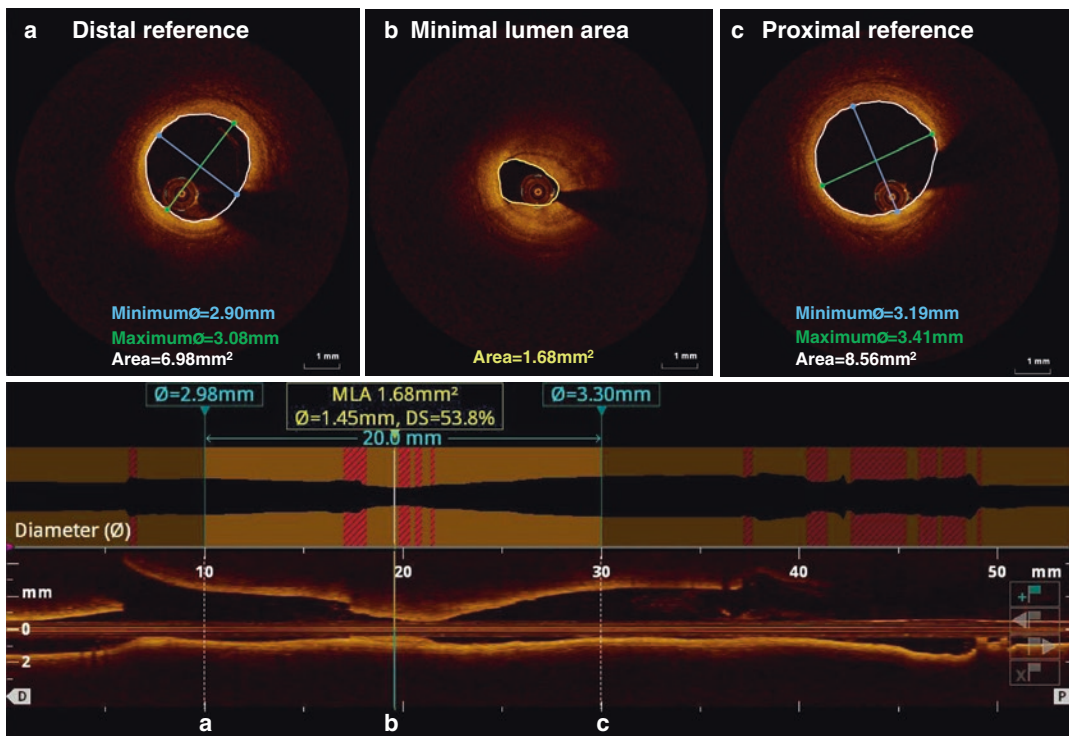 a Distal reference
Minimumø=2.90mm
Maximumø=3.08mm
Area=6.98mm²
1 mm
b Minimal lumen area
Area=1.68mm²
1 mm
c Proximal reference
Minimumø=3.19mm
Maximumø=3.41mm
Area=8.56mm²
1 mm
Ø=2.98mm
MLA 1.68mm²
Ø=1.45mm, DS=53.8%
Ø=3.30mm
20.0 mm
Diameter (Ø)
10 20 30 40 50 mm
mm
0
2
+
x
D
P
a b c